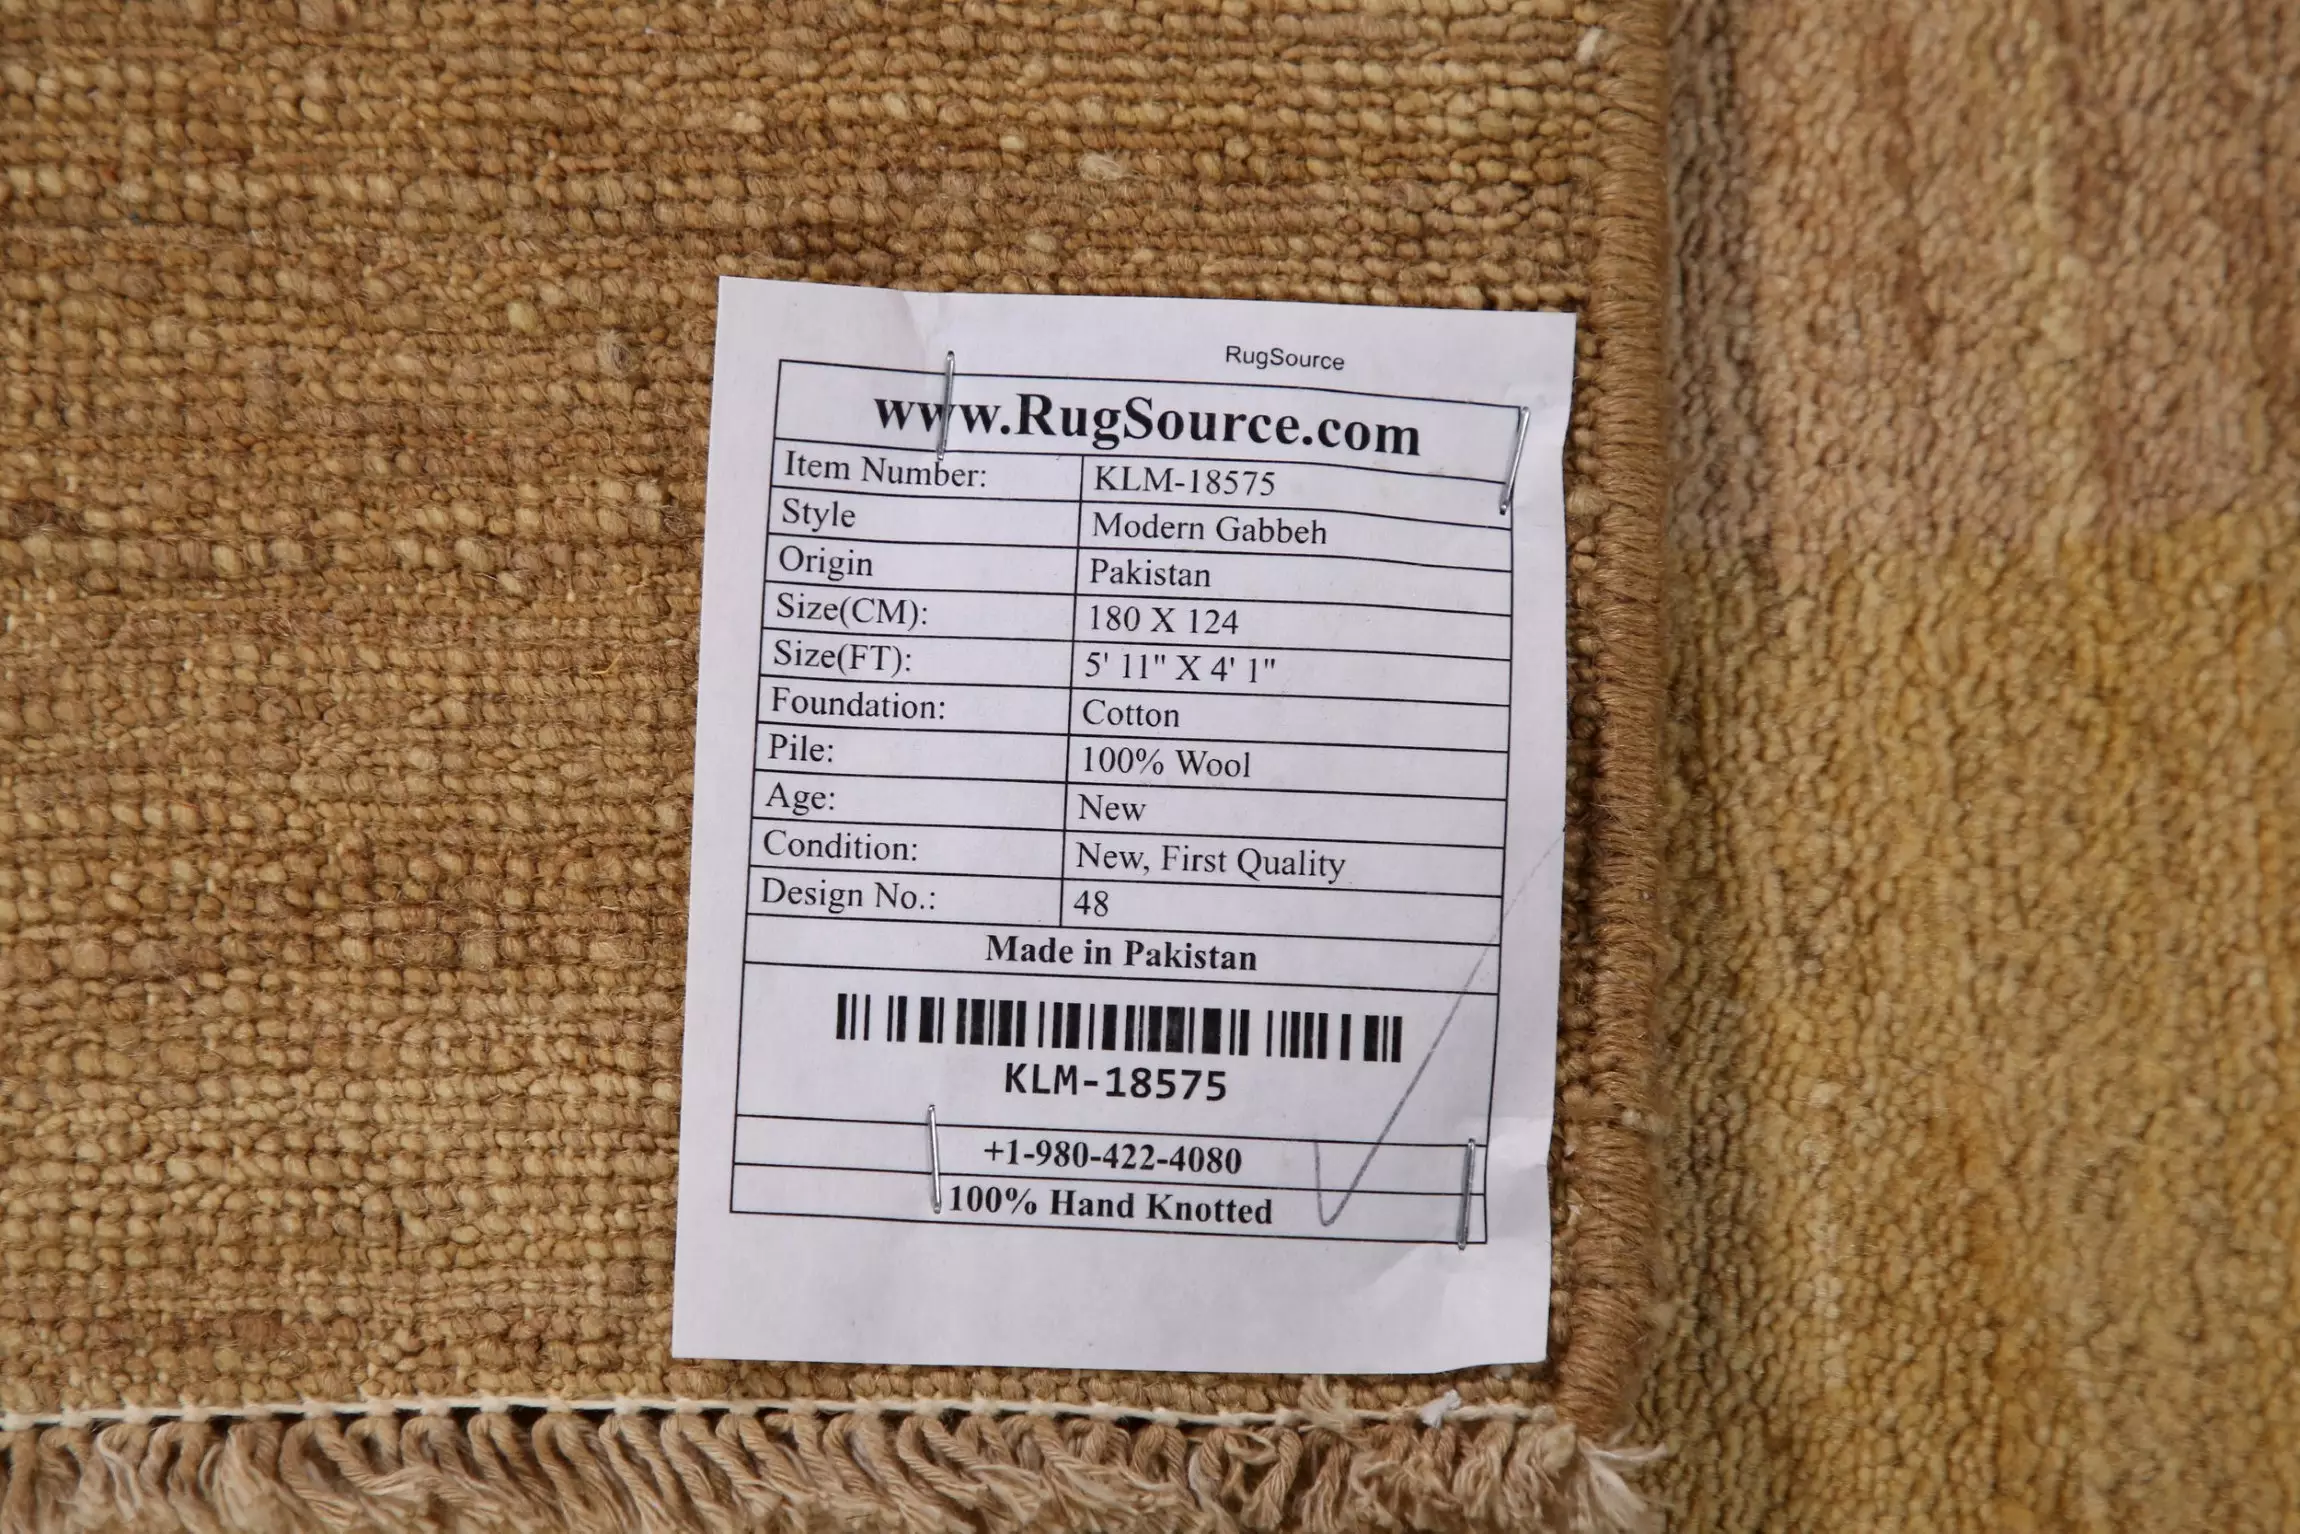 RugSource
www.RugSource.com
Item Number: KLM-18575
Style Modern Gabbeh
Origin Pakistan
Size(CM): 180 X 124
Size(FT): 5' 11" X 4' 1"
Foundation: Cotton
Pile: 100% Wool
Age: New
Condition: New, First Quality
Design No.: 48
Made in Pakistan
KLM-18575
+1-980-422-4080
100% Hand Knotted